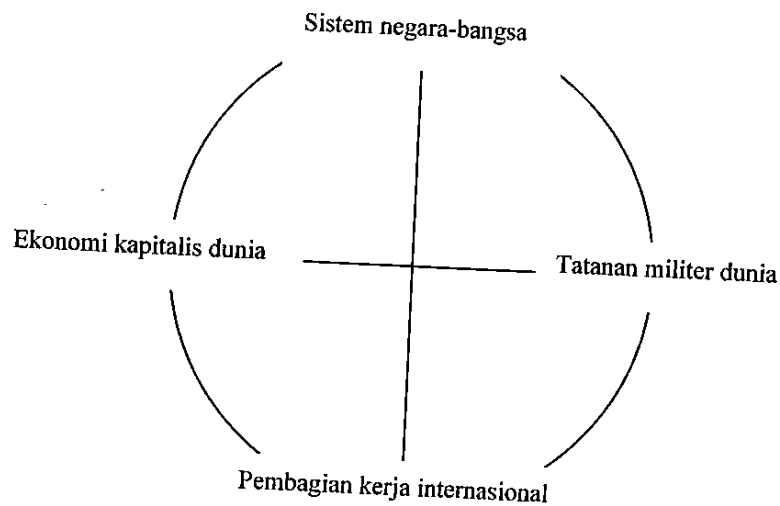 Sistem negara-bangsa
Ekonomi kapitalis dunia
Tatanan militer dunia
Pembagian kerja internasional